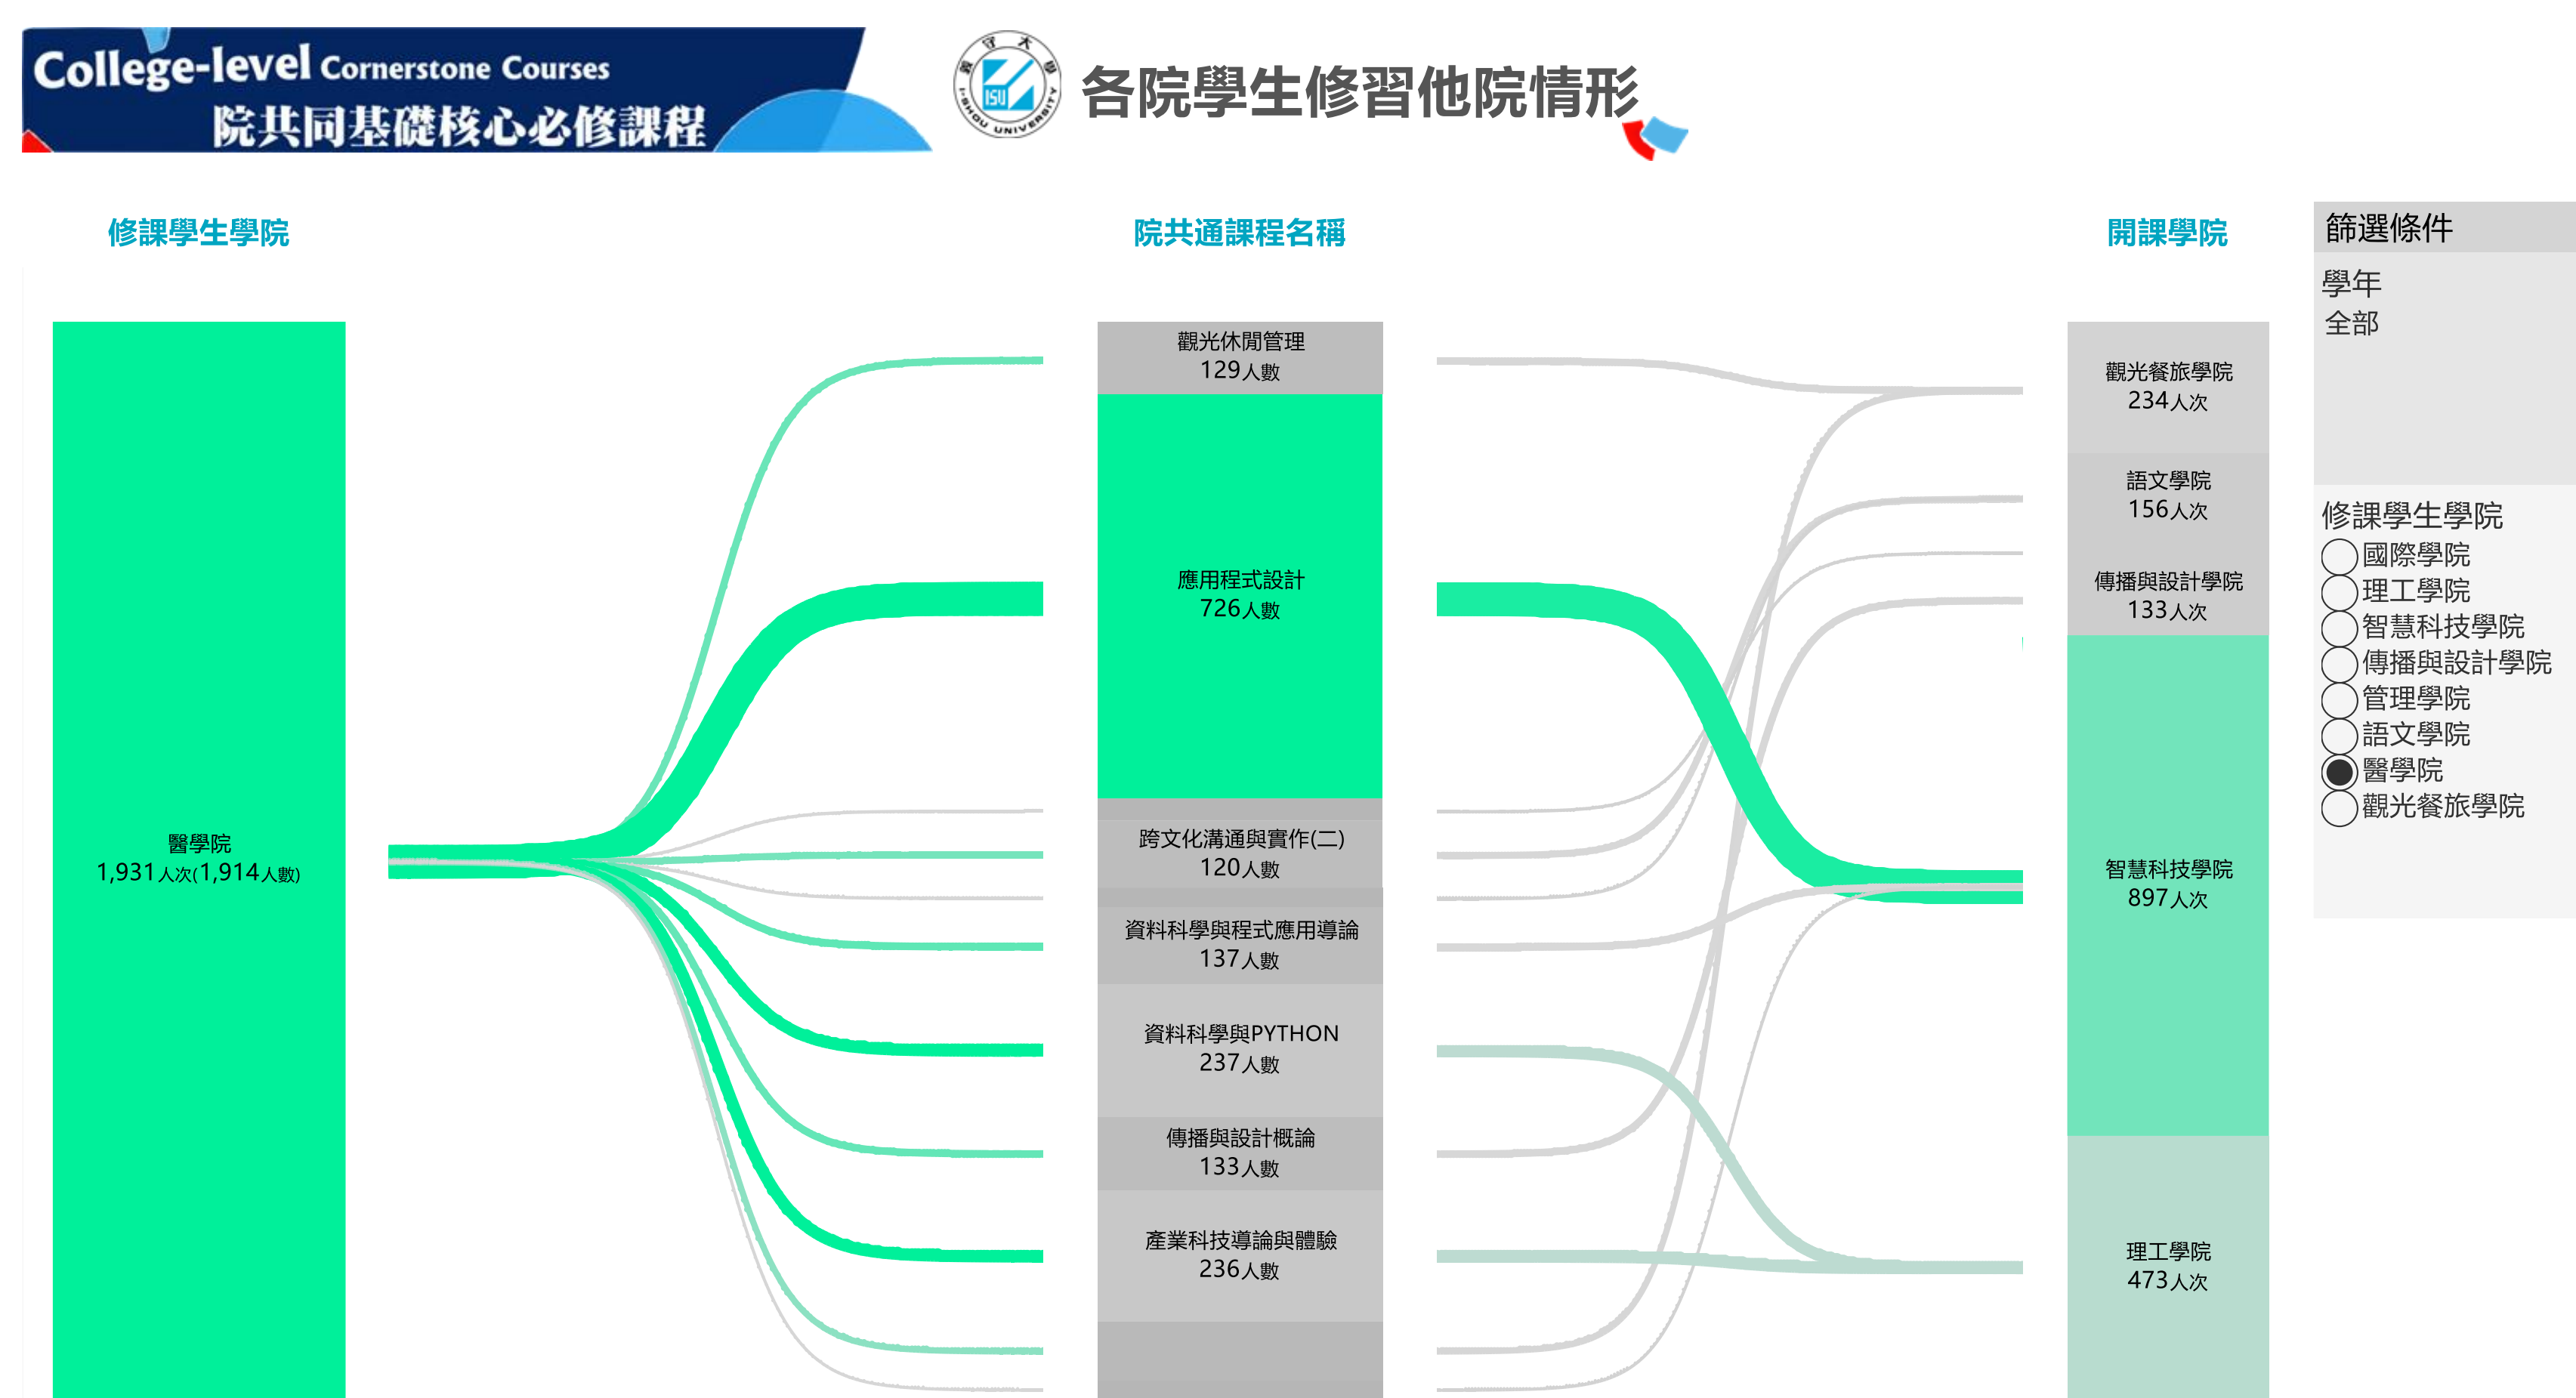 College-level Cornerstone Courses
院共同基礎核心必修課程
義守大學
I-SHOU UNIVERSITY
ISU
各院學生修習他院情形
修課學生學院
院共通課程名稱
開課學院
醫學院
1,931人次(1,914人數)
觀光休閒管理
129人數
應用程式設計
726人數
跨文化溝通與實作(二)
120人數
資料科學與程式應用導論
137人數
資料科學與PYTHON
237人數
傳播與設計概論
133人數
產業科技導論與體驗
236人數
觀光餐旅學院
234人次
語文學院
156人次
傳播與設計學院
133人次
智慧科技學院
897人次
理工學院
473人次
篩選條件
學年
全部
修課學生學院
國際學院
理工學院
智慧科技學院
傳播與設計學院
管理學院
語文學院
醫學院
觀光餐旅學院